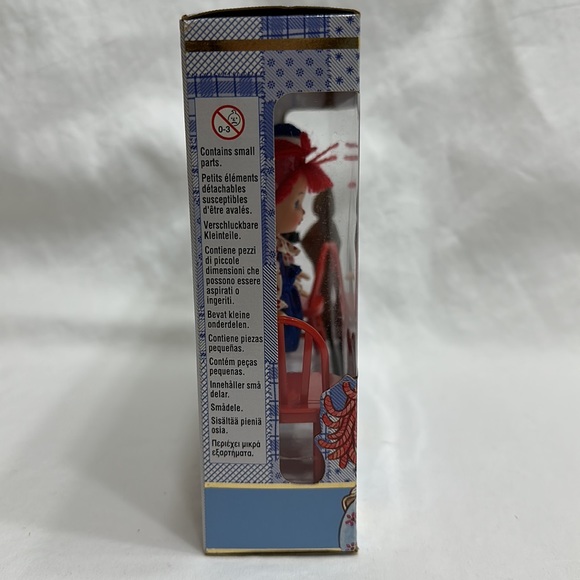 0-3
Contains small
parts.
Petits éléments
détachables
susceptibles
d'être avalés.
Verschluckbare
Kleinteile.
Contiene pezzi
di piccole
dimensioni che
possono essere
aspirati o
ingeriti.
Bevat kleine
onderdelen.
Contiene piezas
pequeñas.
Contém peças
pequenas.
Innehåller små
delar.
Smådele.
Sisältää pieniä
osia.
Περιέχει μικρά
εξαρτήματα.